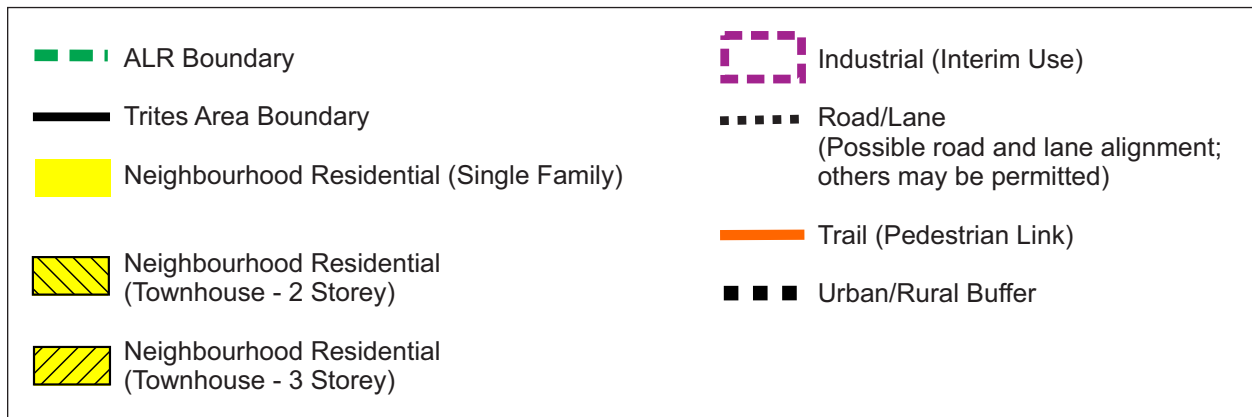 ALR Boundary
Trites Area Boundary
Neighbourhood Residential (Single Family)
Neighbourhood Residential
(Townhouse - 2 Storey)
Neighbourhood Residential
(Townhouse - 3 Storey)
Industrial (Interim Use)
Road/Lane
(Possible road and lane alignment;
others may be permitted)
Trail (Pedestrian Link)
Urban/Rural Buffer